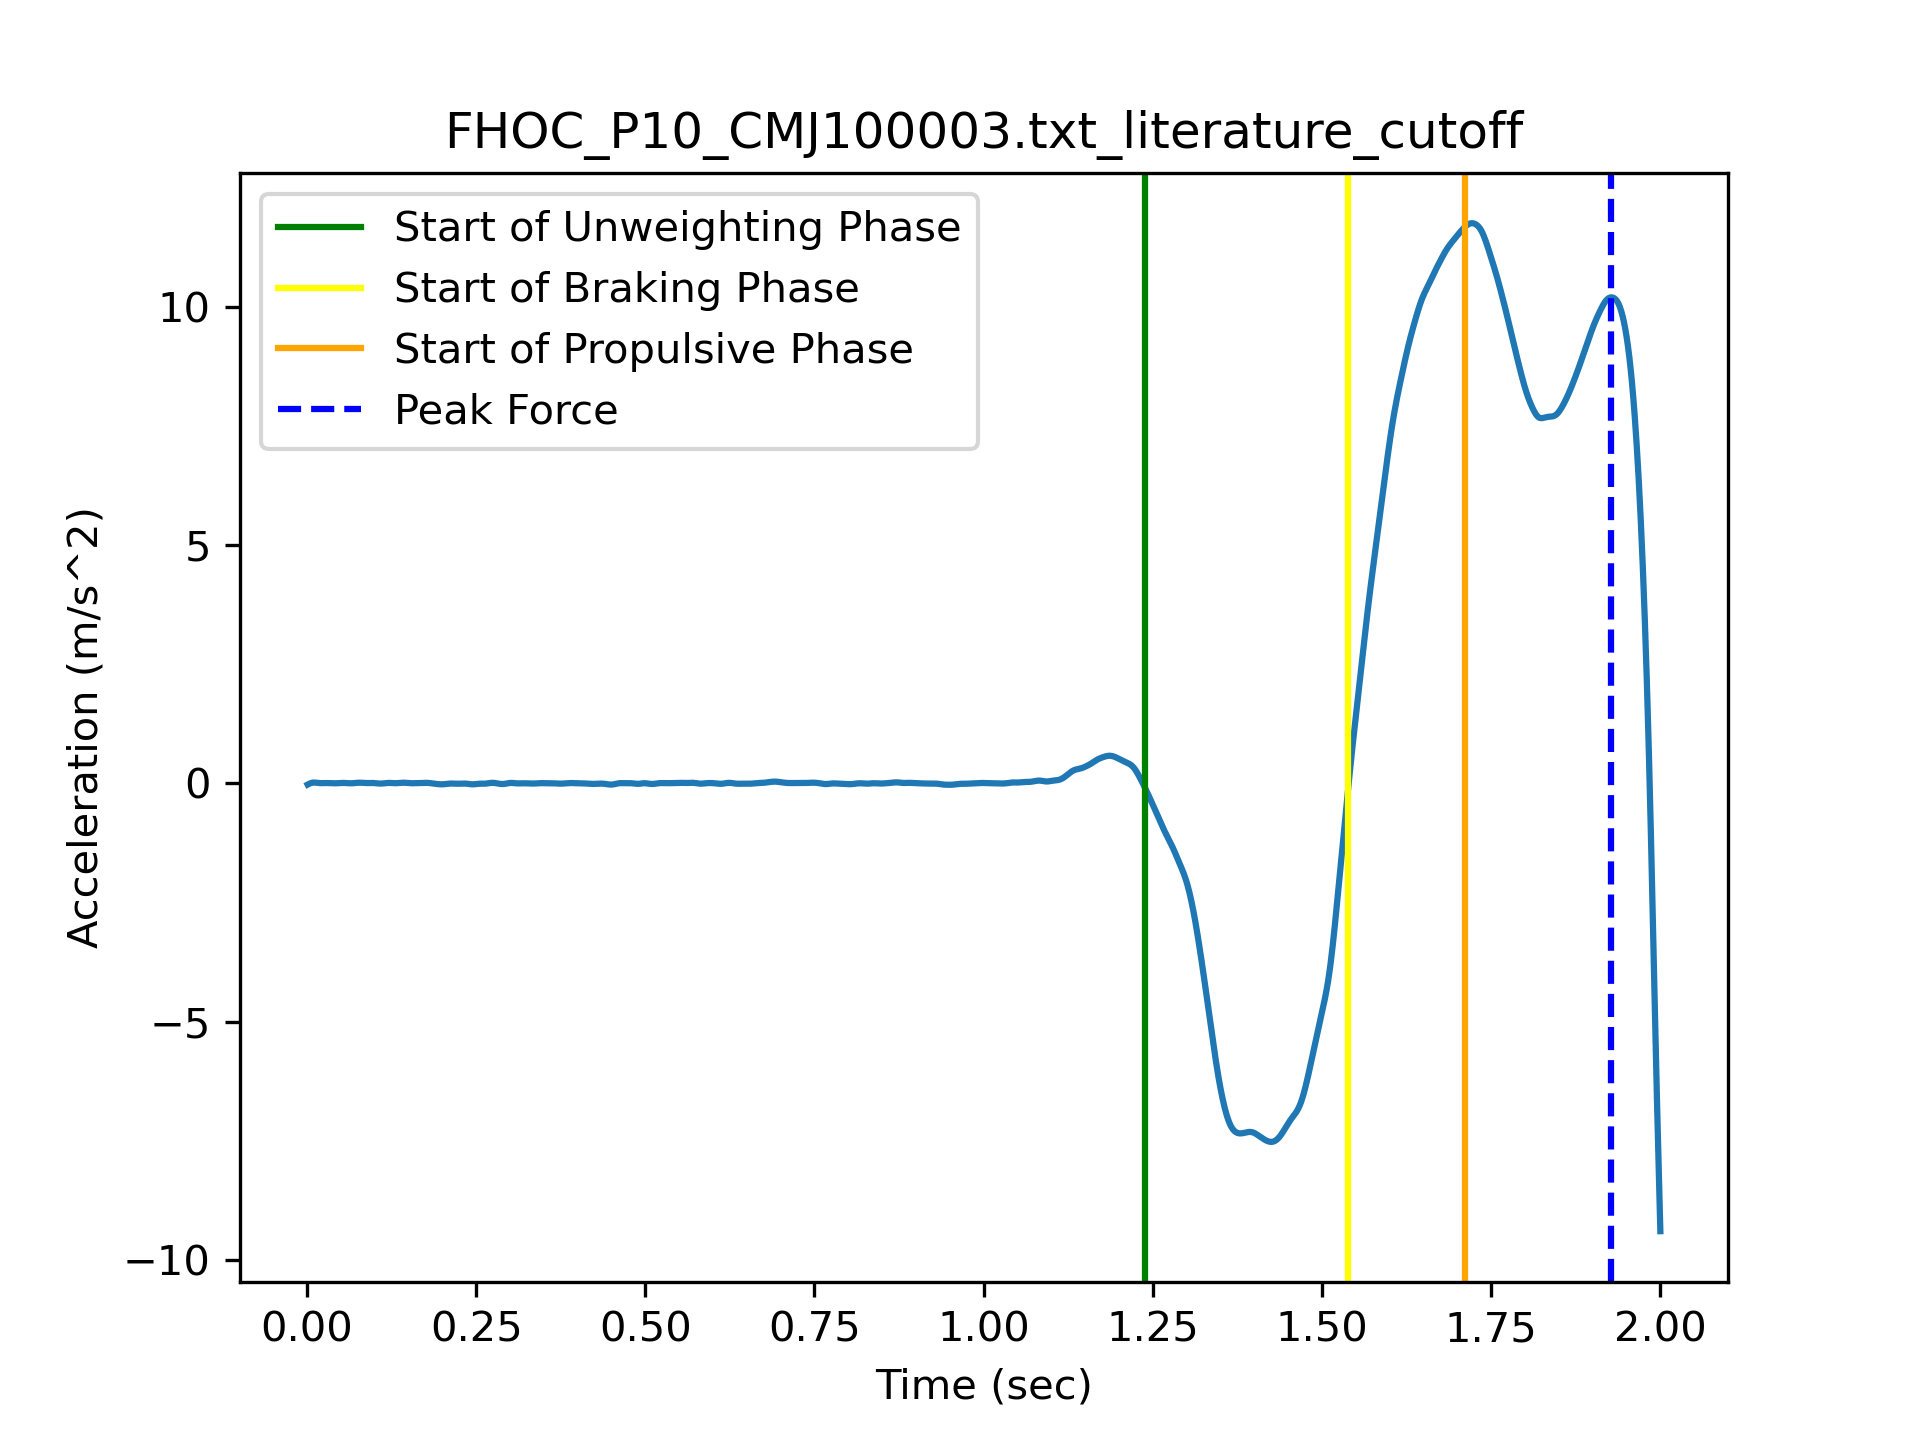 FHOC_P10_CMJ100003.txt_literature_cutoff
Start of Unweighting Phase
Start of Braking Phase
Start of Propulsive Phase
Peak Force
10
5
0
−5
−10
Acceleration (m/s^2)
0.00 0.25 0.50 0.75 1.00 1.25 1.50 1.75 2.00
Time (sec)